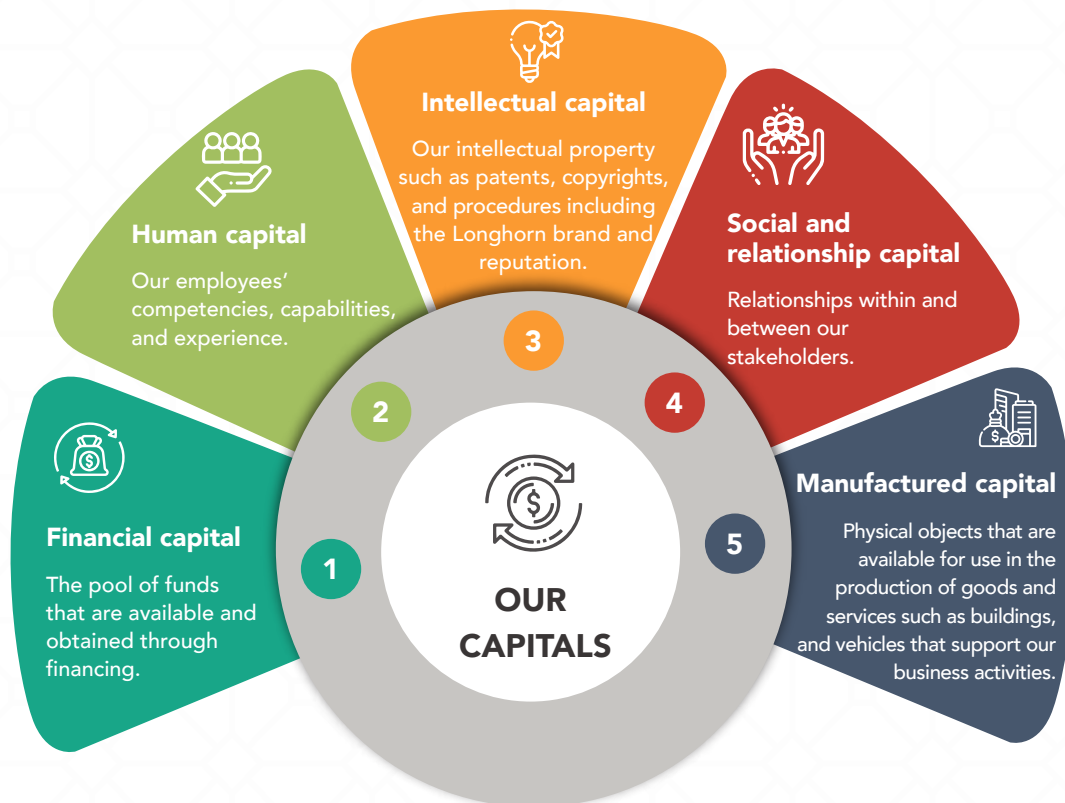 Financial capital
The pool of funds
that are available and
obtained through
financing.
1
Human capital
Our employees’
competencies, capabilities,
and experience.
2
Intellectual capital
Our intellectual property
such as patents, copyrights,
and procedures including
the Longhorn brand and
reputation.
3
Social and
relationship capital
Relationships within and
between our
stakeholders.
4
Manufactured capital
Physical objects that are
available for use in the
production of goods and
services such as buildings,
and vehicles that support our
business activities.
5
$
OUR
CAPITALS
$
$